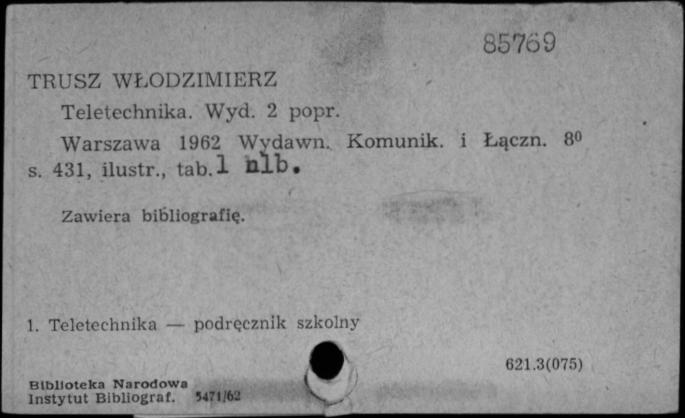 85769
TRUSZ WŁODZIMIERZ
Teletechnika. Wyd. 2 popr.
Warszawa 1962 Wydawn. Komunik. i Łączn. 8⁰
s. 431, ilustr., tab. 1 nlb.
Zawiera bibliografię.
1. Teletechnika — podręcznik szkolny
621.3(075)
Biblioteka Narodowa
Instytut Bibliograf. 5471/62